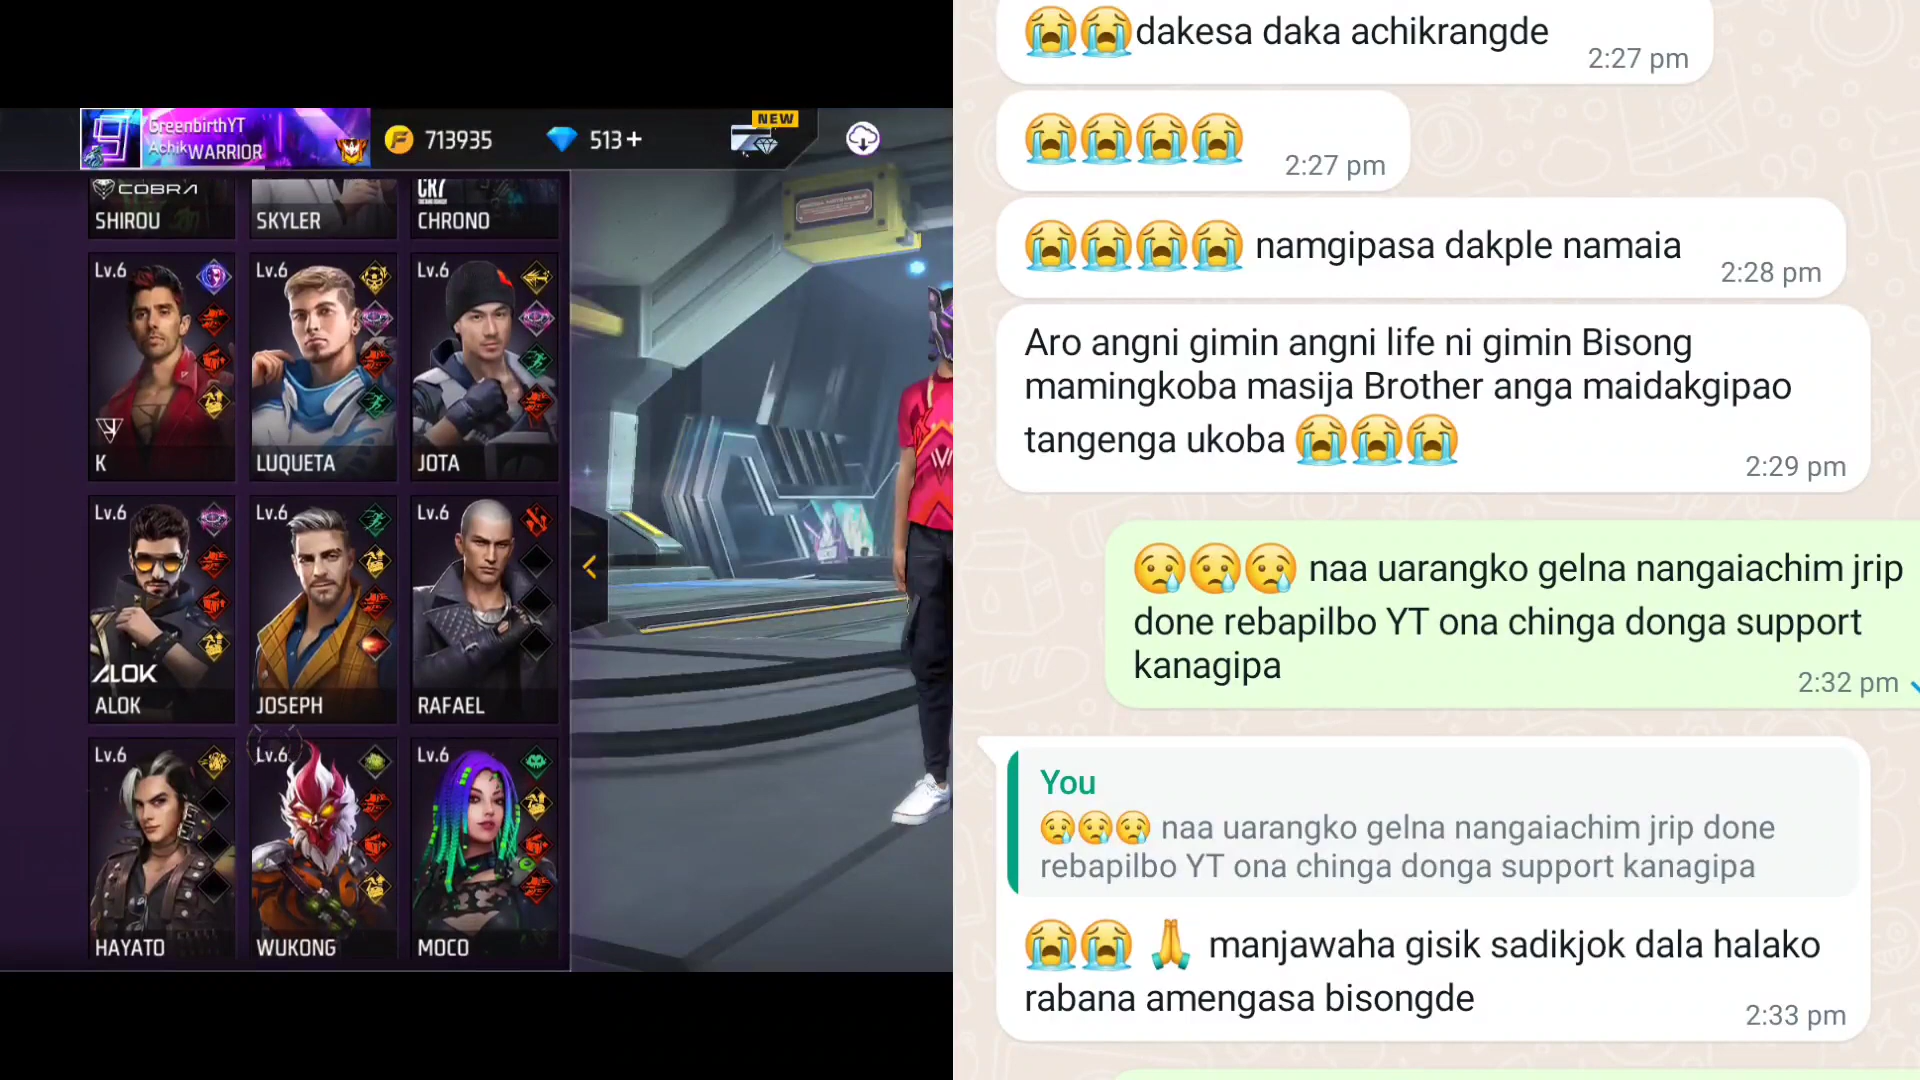 GreenbirthYT
AchikWARRIOR
713935
513+
NEW
COBRA
SHIROU
SKYLER
CR7
CHRONO
Lv.6
K
Lv.6
LUQUETA
Lv.6
JOTA
Lv.6
ALOK
ALOK
Lv.6
JOSEPH
Lv.6
RAFAEL
Lv.6
HAYATO
Lv.6
WUKONG
Lv.6
MOCO
😭😭dakesa daka achikrangde
2:27 pm
😭😭😭😭
2:27 pm
😭😭😭😭 namgipasa dakple namaia
2:28 pm
Aro angni gimin angni life ni gimin Bisong
mamingkoba masija Brother anga maidakgipao
tangenga ukoba 😭😭😭
2:29 pm
😢😢😢 naa uarangko gelna nangaiachim jrip
done rebapilbo YT ona chinga donga support
kanagipa
2:32 pm
You
😢😢😢 naa uarangko gelna nangaiachim jrip done
rebapilbo YT ona chinga donga support kanagipa
😭😭 🙏 manjawaha gisik sadikjok dala halako
rabana amengasa bisongde
2:33 pm